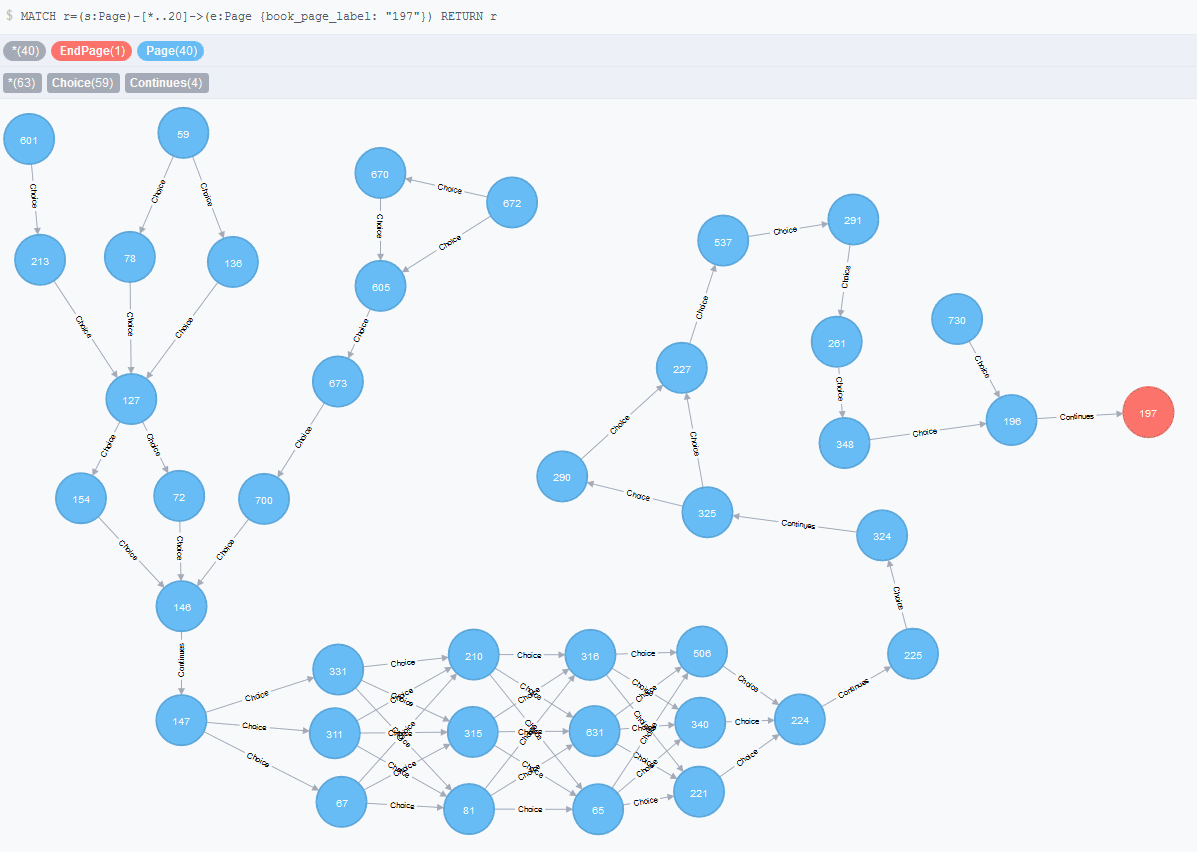 $ MATCH r=(s:Page)-[*..20]->(e:Page {book_page_label: "197"}) RETURN r
*(40) EndPage(1) Page(40)
*(63) Choice(59) Continues(4)
601
59
Choice
Choice
Choice
213
78
136
Choice
Choice
Choice
127
Choice
Choice
154
72
700
Choice
Choice
Choice
146
Continues
147
670
Choice
672
Choice
Choice
605
Choice
673
Choice
537
Choice
291
Choice
Choice
261
730
Choice
Choice
227
348
Choice
196
Continues
197
Choice
Choice
290
Choice
325
Continues
324
Choice
225
Continues
224
Choice
Choice
Choice
331
311
67
Choice
Choice
Choice
Choice
Choice
Choice
Choice
Choice
Choice
210
315
81
Choice
Choice
Choice
Choice
Choice
Choice
Choice
Choice
Choice
316
631
65
Choice
Choice
Choice
Choice
Choice
Choice
Choice
Choice
Choice
506
340
221
Choice
Choice
Choice